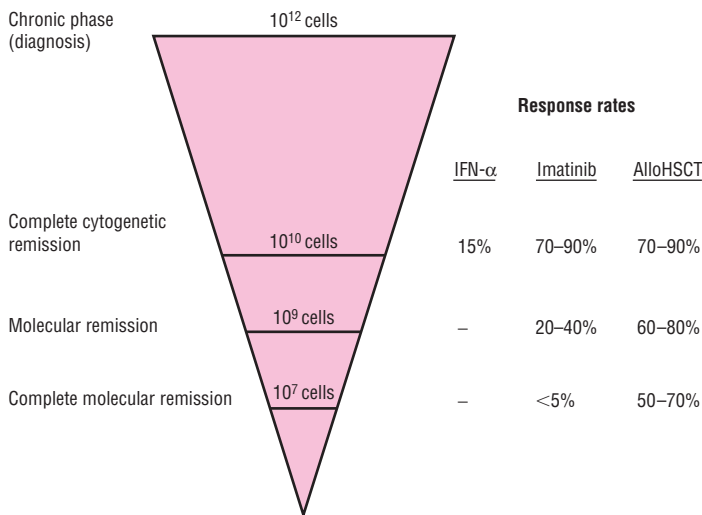 Chronic phase
(diagnosis)
10¹² cells
Response rates
IFN-α Imatinib AlloHSCT
Complete cytogenetic
remission
10¹⁰ cells
15% 70–90% 70–90%
Molecular remission
10⁹ cells
– 20–40% 60–80%
Complete molecular remission
10⁷ cells
– <5% 50–70%